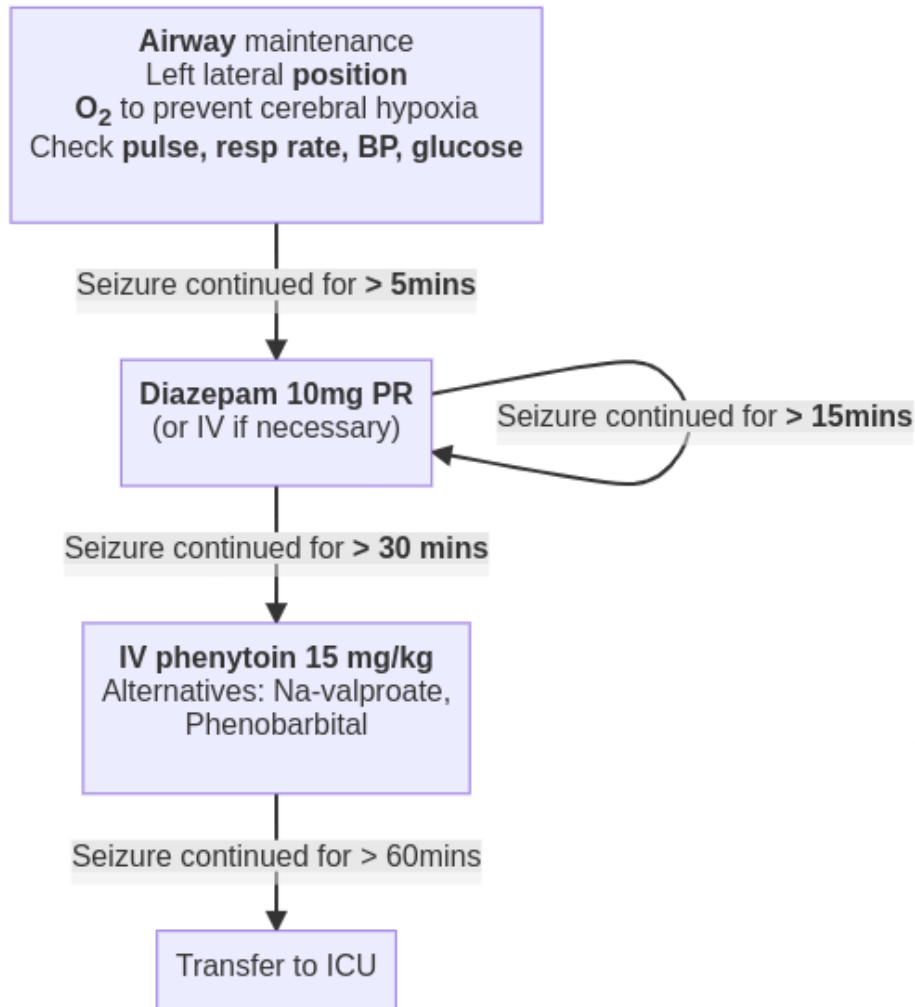 Airway maintenance
Left lateral position
O₂ to prevent cerebral hypoxia
Check pulse, resp rate, BP, glucose
Seizure continued for > 5mins
Diazepam 10mg PR
(or IV if necessary)
Seizure continued for > 15mins
Seizure continued for > 30 mins
IV phenytoin 15 mg/kg
Alternatives: Na-valproate,
Phenobarbital
Seizure continued for > 60mins
Transfer to ICU